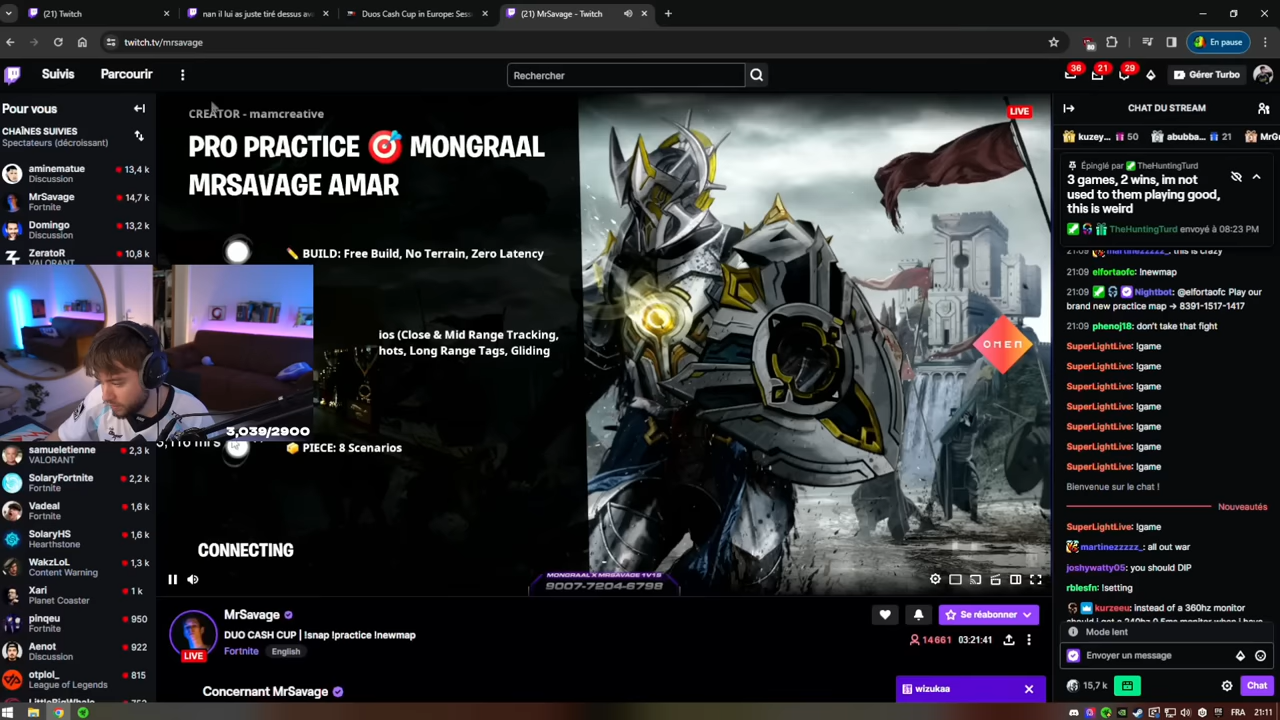 (21) Twitch
nan il lui as juste tiré dessus av
Duos Cash Cup in Europe: Ses
(21) MrSavage - Twitch
twitch.tv/mrsavage
80
En pause
Suivis
Parcourir
Rechercher
36
21
29
Gérer Turbo
Pour vous
CHAÎNES SUIVIES
Spectateurs (décroissant)
aminematue
13,4 k
Discussion
MrSavage
14,7 k
Fortnite
Domingo
13,2 k
Discussion
ZeratoR
10,8 k
VALORANT
3,039/2900
samueletienne
2,3 k
VALORANT
SolaryFortnite
2,2 k
Fortnite
Vadeal
1,6 k
Fortnite
SolaryHS
1,6 k
Hearthstone
WakzLoL
1,3 k
Content Warning
Xari
1 k
Planet Coaster
pinqeu
950
Fortnite
Aenot
922
Discussion
otplol_
815
League of Legends
CREATOR - mamcreative
PRO PRACTICE 🎯 MONGRAAL
MRSAVAGE AMAR
✏️ BUILD: Free Build, No Terrain, Zero Latency
ios (Close & Mid Range Tracking,
hots, Long Range Tags, Gliding
📦 PIECE: 8 Scenarios
CONNECTING
LIVE
OMEN
MONGRAAL X MRSAVAGE 1V1S
9007-7204-6798
MrSavage
DUO CASH CUP | !snap !practice !newmap
Fortnite
English
LIVE
Se réabonner
14 661
03:21:41
Concernant MrSavage
wizukaa
CHAT DU STREAM
kuzey...
50
abubba...
21
MrG
Épinglé par TheHuntingTurd
3 games, 2 wins, im not
used to them playing good,
this is weird
TheHuntingTurd envoyé à 08:23 PM
21:09 martinezzzzz_: this is crazy
21:09 elfortaofc: !newmap
21:09 Nightbot: @elfortaofc Play our
brand new practice map → 8391-1517-1417
21:09 phenoj18: don't take that fight
SuperLightLive: !game
SuperLightLive: !game
SuperLightLive: !game
SuperLightLive: !game
SuperLightLive: !game
SuperLightLive: !game
SuperLightLive: !game
Bienvenue sur le chat !
Nouveautés
SuperLightLive: !game
martinezzzzz_: all out war
joshywatty05: you should DIP
rblesfn: !setting
kurzeeu: instead of a 360hz monitor
Mode lent
Envoyer un message
15,7 k
Chat
FRA
21:11